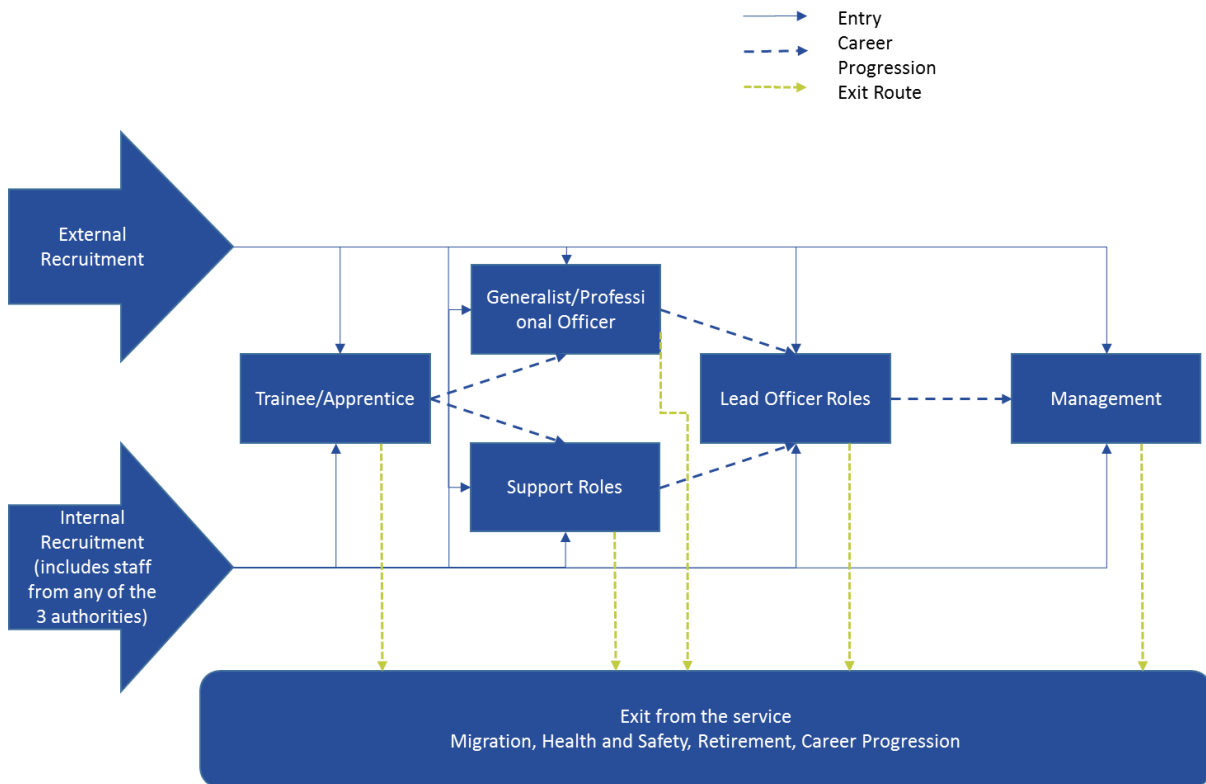 Entry
Career
Progression
Exit Route
External
Recruitment
Generalist/Professi
onal Officer
Trainee/Apprentice
Lead Officer Roles
Management
Support Roles
Internal
Recruitment
(includes staff
from any of the
3 authorities)
Exit from the service
Migration, Health and Safety, Retirement, Career Progression